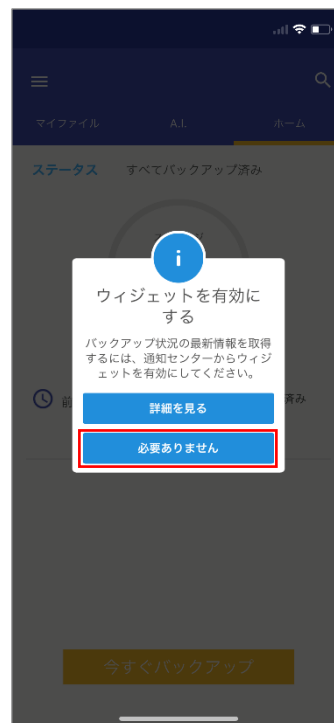 マイファイル A.I. ホーム
ステータス すべてバックアップ済み
i
ウィジェットを有効に
する
バックアップ状況の最新情報を取得
するには、通知センターからウィジ
ェットを有効にしてください。
前 済み
詳細を見る
必要ありません
今すぐバックアップ